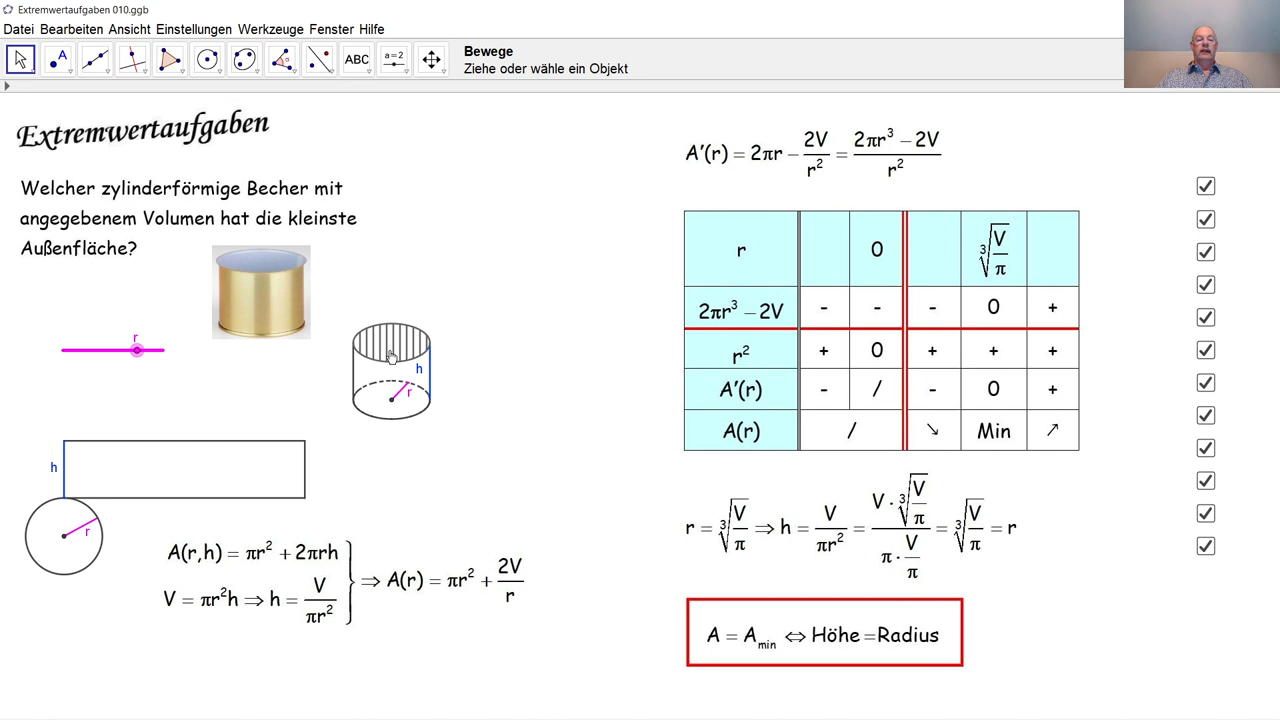 Extremwertaufgaben 010.ggb
Datei Bearbeiten Ansicht Einstellungen Werkzeuge Fenster Hilfe
A ABC a=2
Bewege
Ziehe oder wähle ein Objekt
Extremwertaufgaben
Welcher zylinderförmige Becher mit
angegebenem Volumen hat die kleinste
Außenfläche?
r
h
r
h
r
A(r,h) = πr² + 2πrh
V = πr²h ⇒ h = V/(πr²)
⇒ A(r) = πr² + 2V/r
A'(r) = 2πr − 2V/r² = (2πr³ − 2V)/r²
r 0 ∛(V/π)
2πr³ − 2V - - - 0 +
r² + 0 + + +
A'(r) - / - 0 +
A(r) / ↘ Min ↗
r = ∛(V/π) ⇒ h = V/(πr²) = (V·∛(V/π))/(π·V/π) = ∛(V/π) = r
A = A_min ⇔ Höhe =Radius